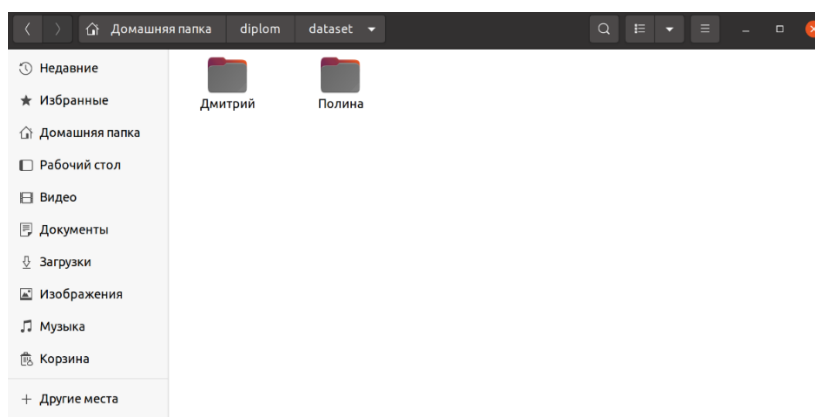 Домашняя папка diplom dataset
Недавние
Избранные
Домашняя папка
Рабочий стол
Видео
Документы
Загрузки
Изображения
Музыка
Корзина
Другие места
Дмитрий Полина